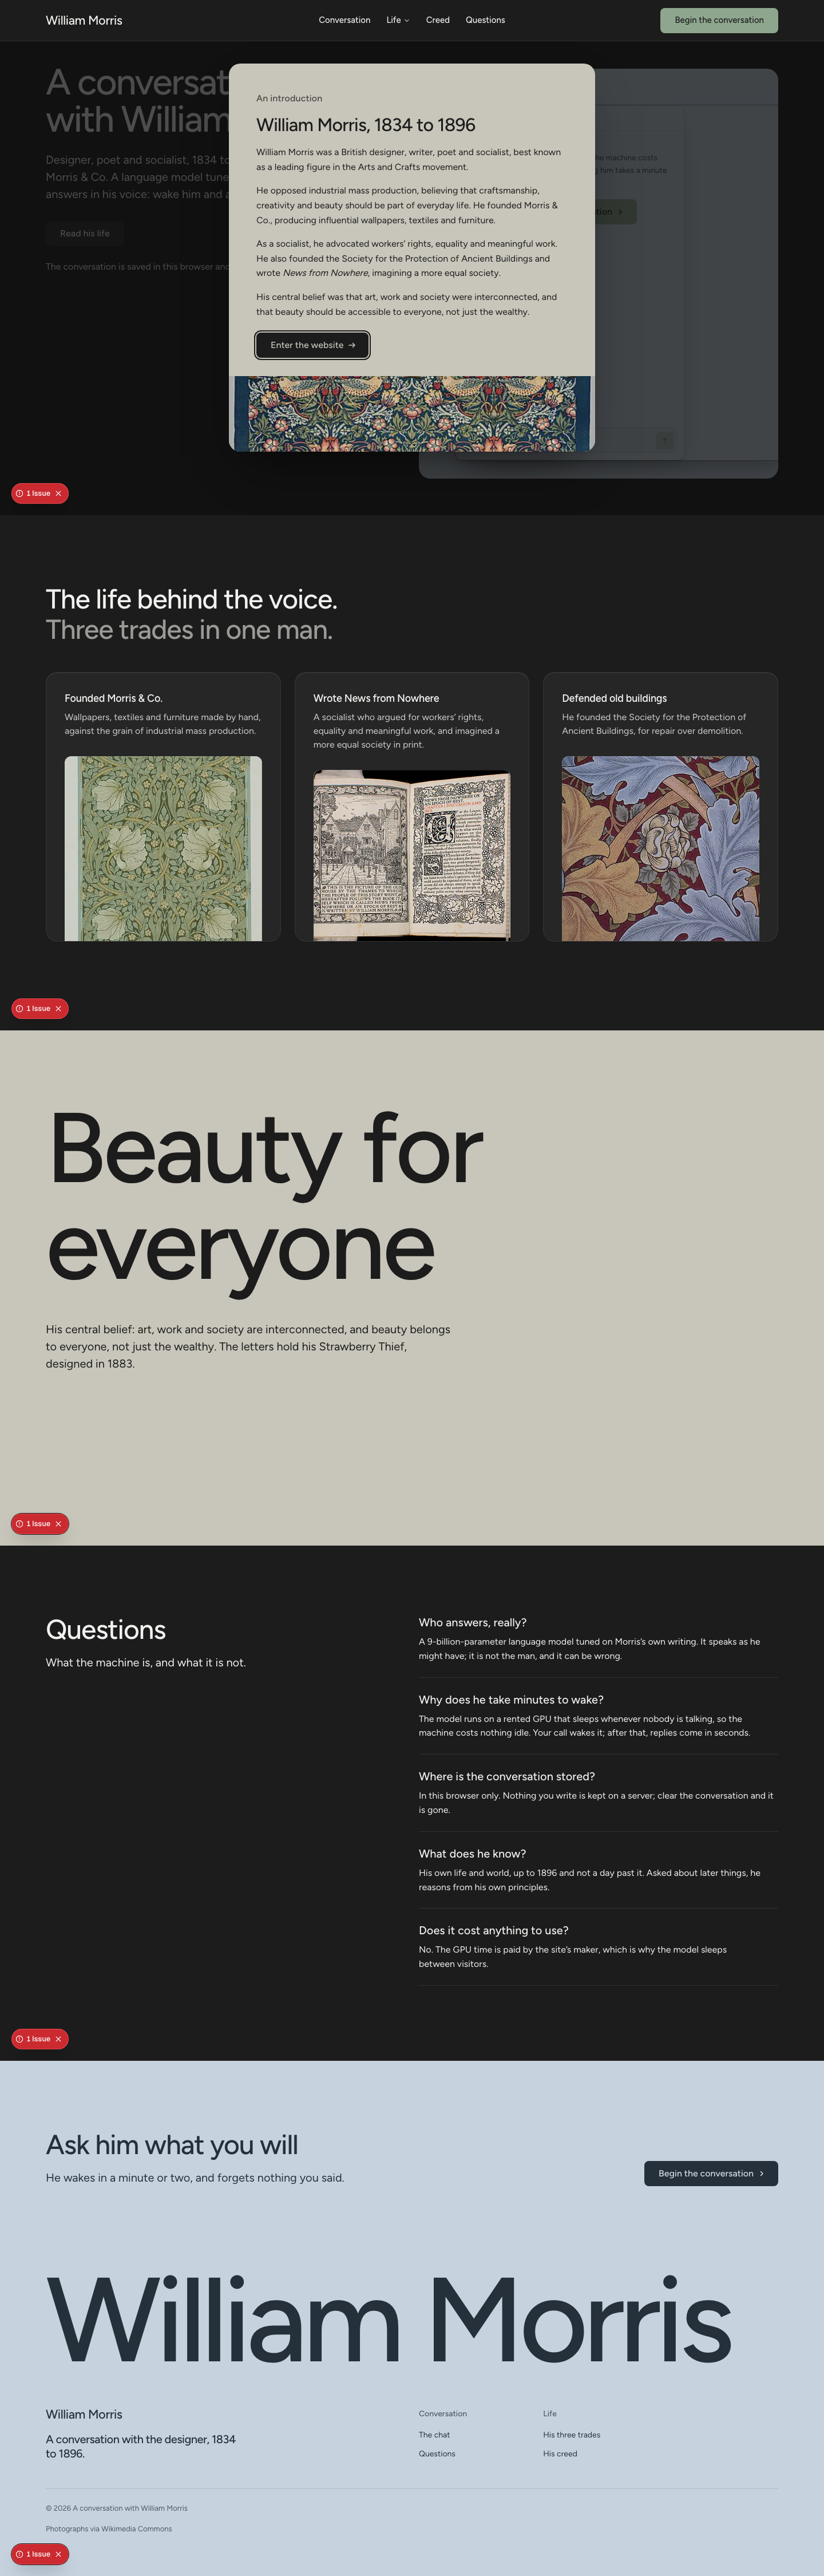 William Morris
Conversation
Life
Creed
Questions
Begin the conversation
A conversat
with William
Designer, poet and socialist, 1834 to
Morris & Co. A language model tune
answers in his voice: wake him and a
Read his life
The conversation is saved in this browser and
he machine costs
g him takes a minute
An introduction
William Morris, 1834 to 1896
William Morris was a British designer, writer, poet and socialist, best known
as a leading figure in the Arts and Crafts movement.
He opposed industrial mass production, believing that craftsmanship,
creativity and beauty should be part of everyday life. He founded Morris &
Co., producing influential wallpapers, textiles and furniture.
As a socialist, he advocated workers’ rights, equality and meaningful work.
He also founded the Society for the Protection of Ancient Buildings and
wrote News from Nowhere, imagining a more equal society.
His central belief was that art, work and society were interconnected, and
that beauty should be accessible to everyone, not just the wealthy.
Enter the website →
1 Issue
The life behind the voice.
Three trades in one man.
Founded Morris & Co.
Wallpapers, textiles and furniture made by hand,
against the grain of industrial mass production.
Wrote News from Nowhere
A socialist who argued for workers’ rights,
equality and meaningful work, and imagined a
more equal society in print.
Defended old buildings
He founded the Society for the Protection of
Ancient Buildings, for repair over demolition.
1 Issue
Beauty for
everyone
His central belief: art, work and society are interconnected, and beauty belongs
to everyone, not just the wealthy. The letters hold his Strawberry Thief,
designed in 1883.
1 Issue
Questions
What the machine is, and what it is not.
Who answers, really?
A 9-billion-parameter language model tuned on Morris’s own writing. It speaks as he
might have; it is not the man, and it can be wrong.
Why does he take minutes to wake?
The model runs on a rented GPU that sleeps whenever nobody is talking, so the
machine costs nothing idle. Your call wakes it; after that, replies come in seconds.
Where is the conversation stored?
In this browser only. Nothing you write is kept on a server; clear the conversation and it
is gone.
What does he know?
His own life and world, up to 1896 and not a day past it. Asked about later things, he
reasons from his own principles.
Does it cost anything to use?
No. The GPU time is paid by the site’s maker, which is why the model sleeps
between visitors.
1 Issue
Ask him what you will
He wakes in a minute or two, and forgets nothing you said.
Begin the conversation
William Morris
William Morris
A conversation with the designer, 1834
to 1896.
Conversation
The chat
Questions
Life
His three trades
His creed
© 2026 A conversation with William Morris
Photographs via Wikimedia Commons
1 Issue